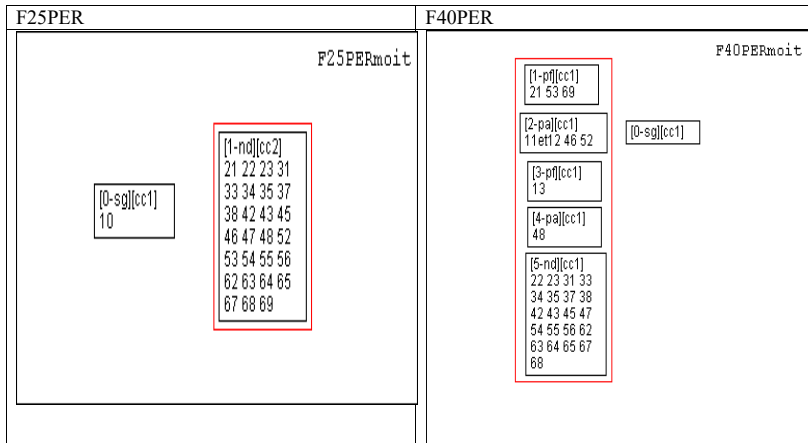 F25PER
F40PER
F25PERmoit
[0-sg][cc1]
10
[1-nd][cc2]
21 22 23 31
33 34 35 37
38 42 43 45
46 47 48 52
53 54 55 56
62 63 64 65
67 68 69
F40PERmoit
[1-pf][cc1]
21 53 69
[2-pa][cc1]
11et12 46 52
[0-sg][cc1]
[3-pf][cc1]
13
[4-pa][cc1]
48
[5-nd][cc1]
22 23 31 33
34 35 37 38
42 43 45 47
54 55 56 62
63 64 65 67
68